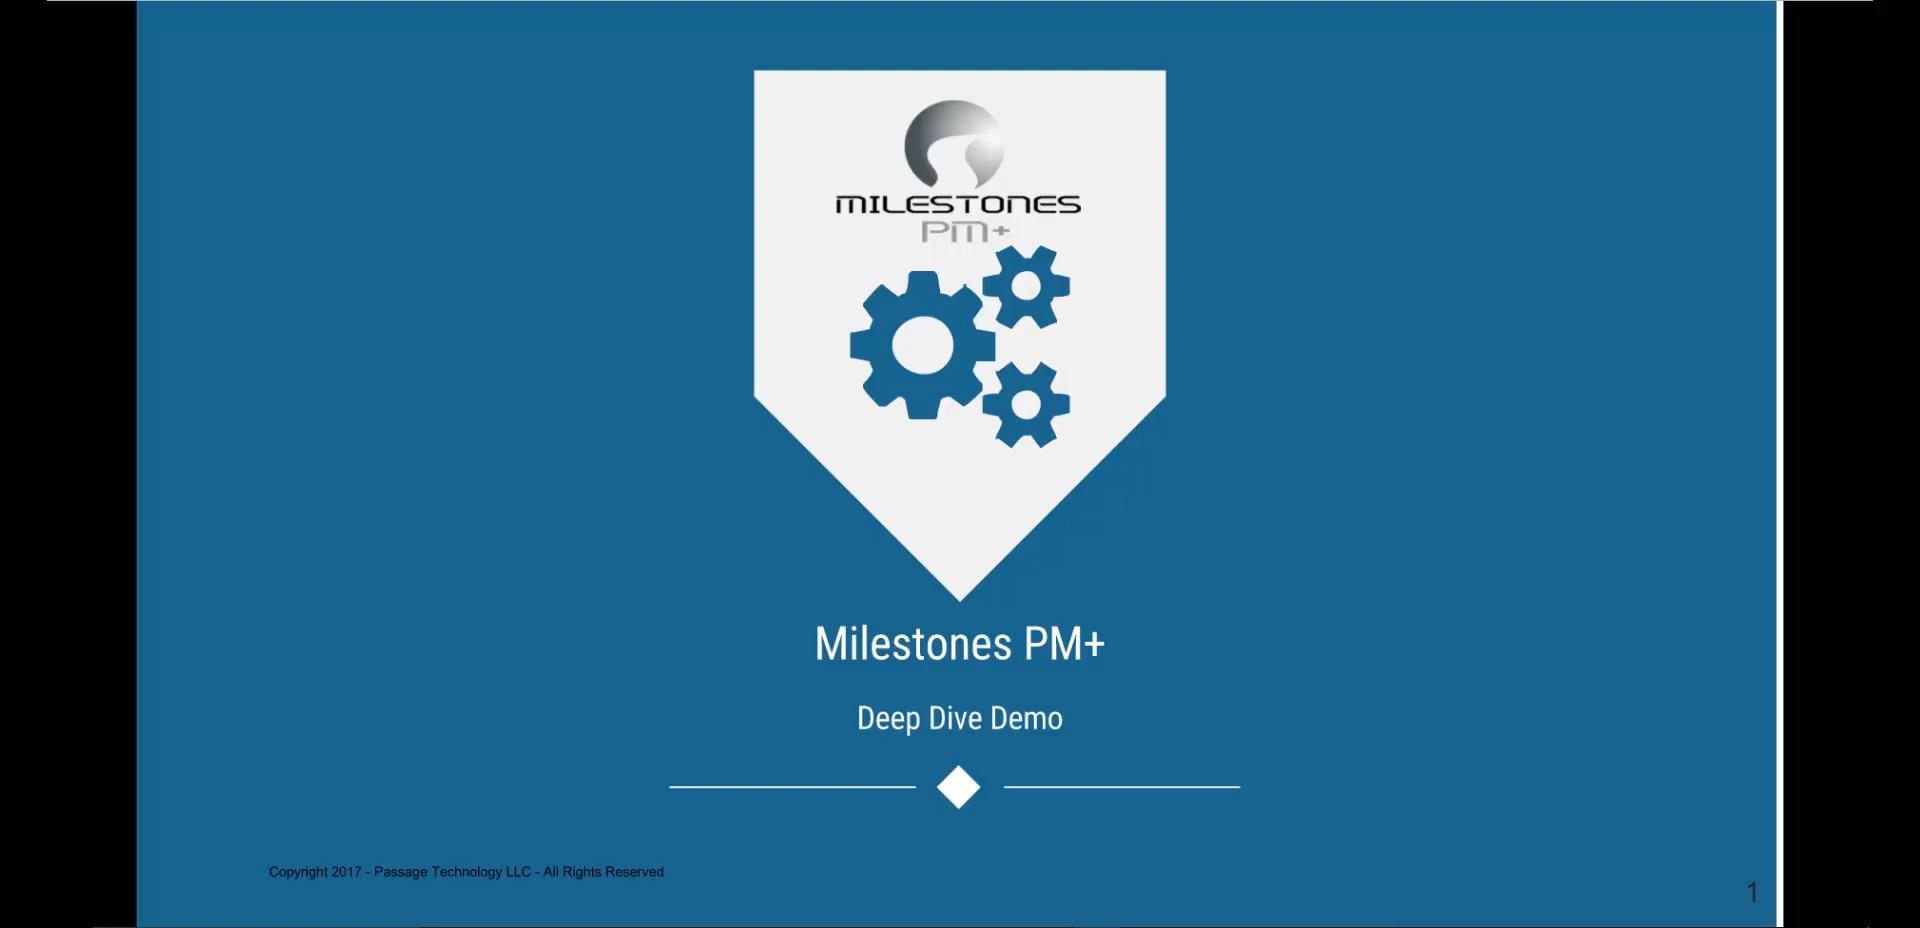 MILESTONES
PM+
Milestones PM+
Deep Dive Demo
Copyright 2017 - Passage Technology LLC - All Rights Reserved
1